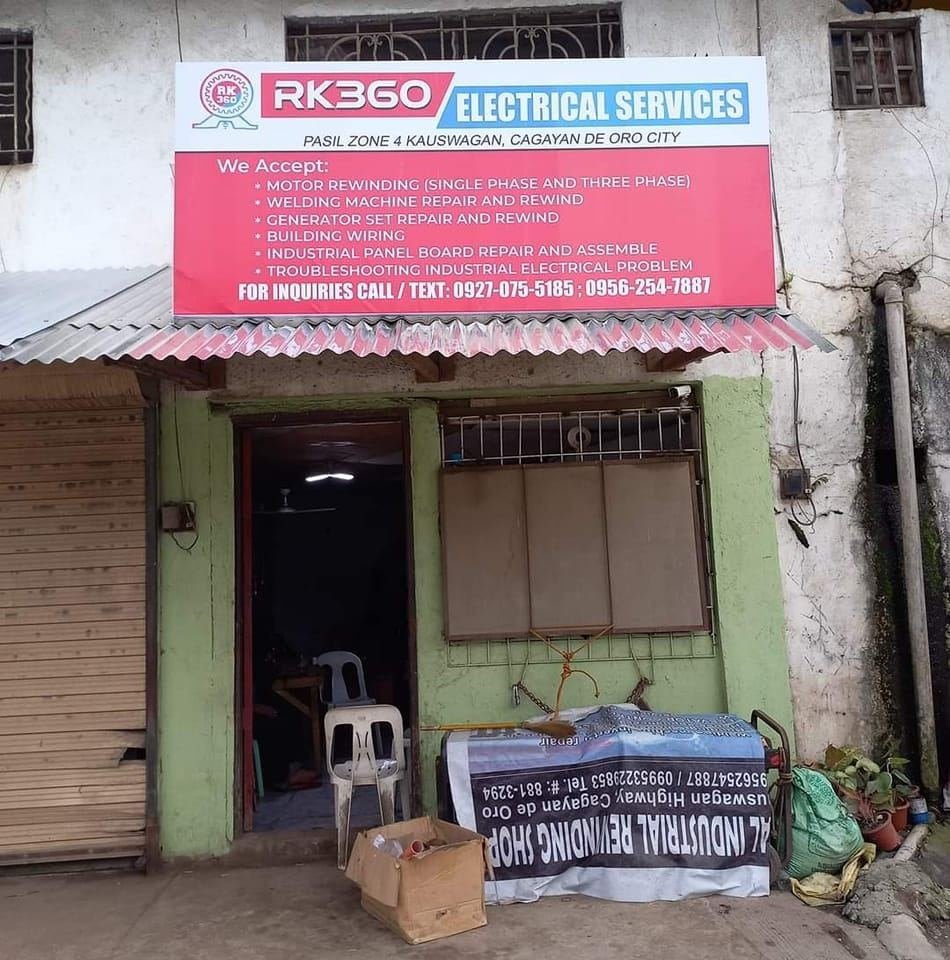 RK
360
RK360
ELECTRICAL SERVICES
PASIL ZONE 4 KAUSWAGAN, CAGAYAN DE ORO CITY
We Accept:
* MOTOR REWINDING (SINGLE PHASE AND THREE PHASE)
* WELDING MACHINE REPAIR AND REWIND
* GENERATOR SET REPAIR AND REWIND
* BUILDING WIRING
* INDUSTRIAL PANEL BOARD REPAIR AND ASSEMBLE
* TROUBLESHOOTING INDUSTRIAL ELECTRICAL PROBLEM
FOR INQUIRIES CALL / TEXT: 0927-075-5185 ; 0956-254-7887
AL INDUSTRIAL REWINDING SHOP
uswagan Highway, Cagayan de Oro
9562547887 / 09953229853 Tel. #: 881-3294
repair